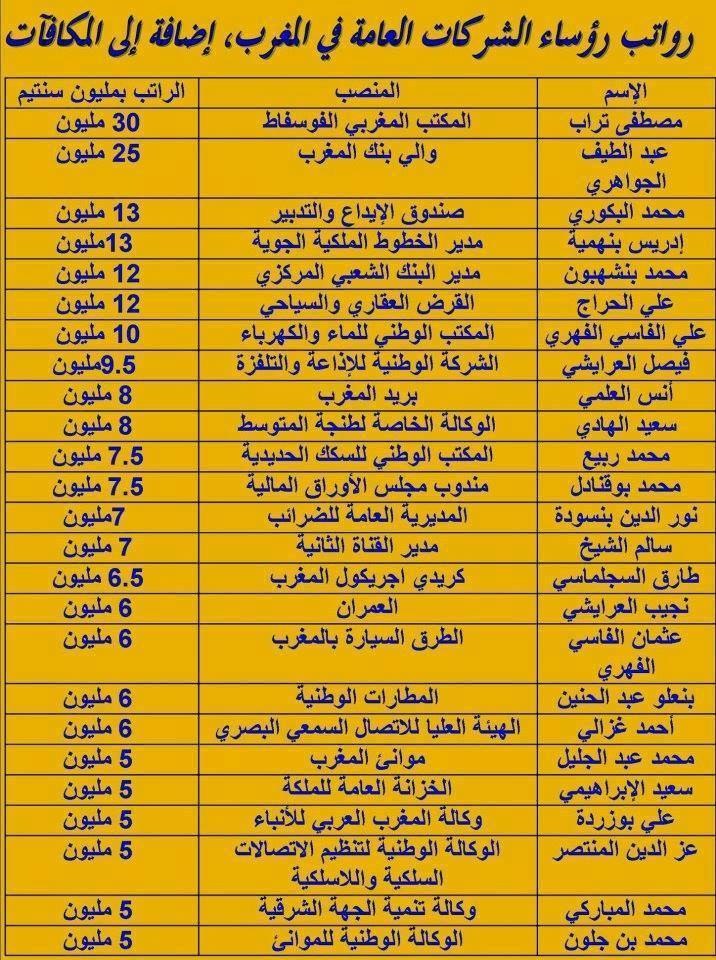 رواتب رؤساء الشركات العامة في المغرب، إضافة إلى المكافآت
الإسم المنصب الراتب بمليون سنتيم
مصطفى تراب المكتب المغربي الفوسفاط 30 مليون
عبد الطيف والي بنك المغرب 25 مليون
الجواهري
محمد البكوري صندوق الإيداع والتدبير 13 مليون
إدريس بنهمية مدير الخطوط الملكية الجوية 13مليون
محمد بنشهبون مدير البنك الشعبي المركزي 12 مليون
علي الحراج القرض العقاري والسياحي 12 مليون
علي الفاسي الفهري المكتب الوطني للماء والكهرباء 10 مليون
فيصل العرايشي الشركة الوطنية للإذاعة والتلفزة 9.5مليون
أنس العلمي بريد المغرب 8 مليون
سعيد الهادي الوكالة الخاصة لطنجة المتوسط 8 مليون
محمد ربيع المكتب الوطني للسكك الحديدية 7.5 مليون
محمد بوقنادل مندوب مجلس الأوراق المالية 7.5 مليون
نور الدين بنسودة المديرية العامة للضرائب 7مليون
سالم الشيخ مدير القناة الثانية 7 مليون
طارق السجلماسي كريدي اجريكول المغرب 6.5 مليون
نجيب العرايشي العمران 6 مليون
عثمان الفاسي الطرق السيارة بالمغرب 6 مليون
الفهري
بنعلو عبد الحنين المطارات الوطنية 6 مليون
أحمد غزالي الهيئة العليا للاتصال السمعي البصري 6 مليون
محمد عبد الجليل موانئ المغرب 5 مليون
سعيد الإبراهيمي الخزانة العامة للملكة 5 مليون
علي بوزردة وكالة المغرب العربي للأنباء 5 مليون
عز الدين المنتصر الوكالة الوطنية لتنظيم الاتصالات 5 مليون
السلكية واللاسلكية
محمد المباركي وكالة تنمية الجهة الشرقية 5 مليون
محمد بن جلون الوكالة الوطنية للموانئ 5 مليون